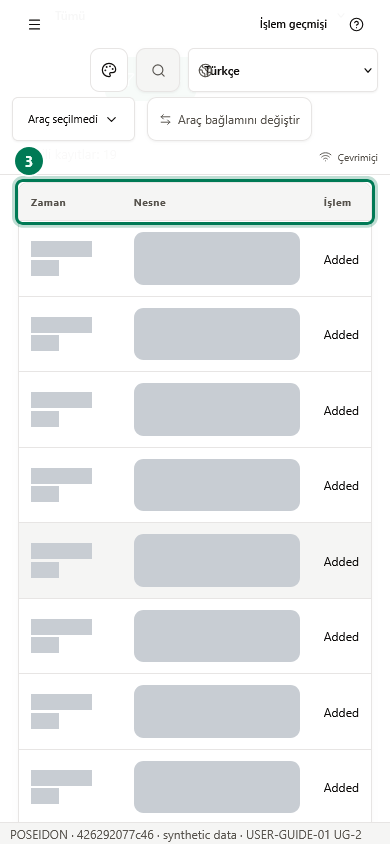 İşlem geçmişi
Türkçe
Araç seçilmedi
Araç bağlamını değiştir
3
Çevrimiçi
Zaman Nesne İşlem
Added
Added
Added
Added
Added
Added
Added
Added
POSEIDON · 426292077c46 · synthetic data · USER-GUIDE-01 UG-2